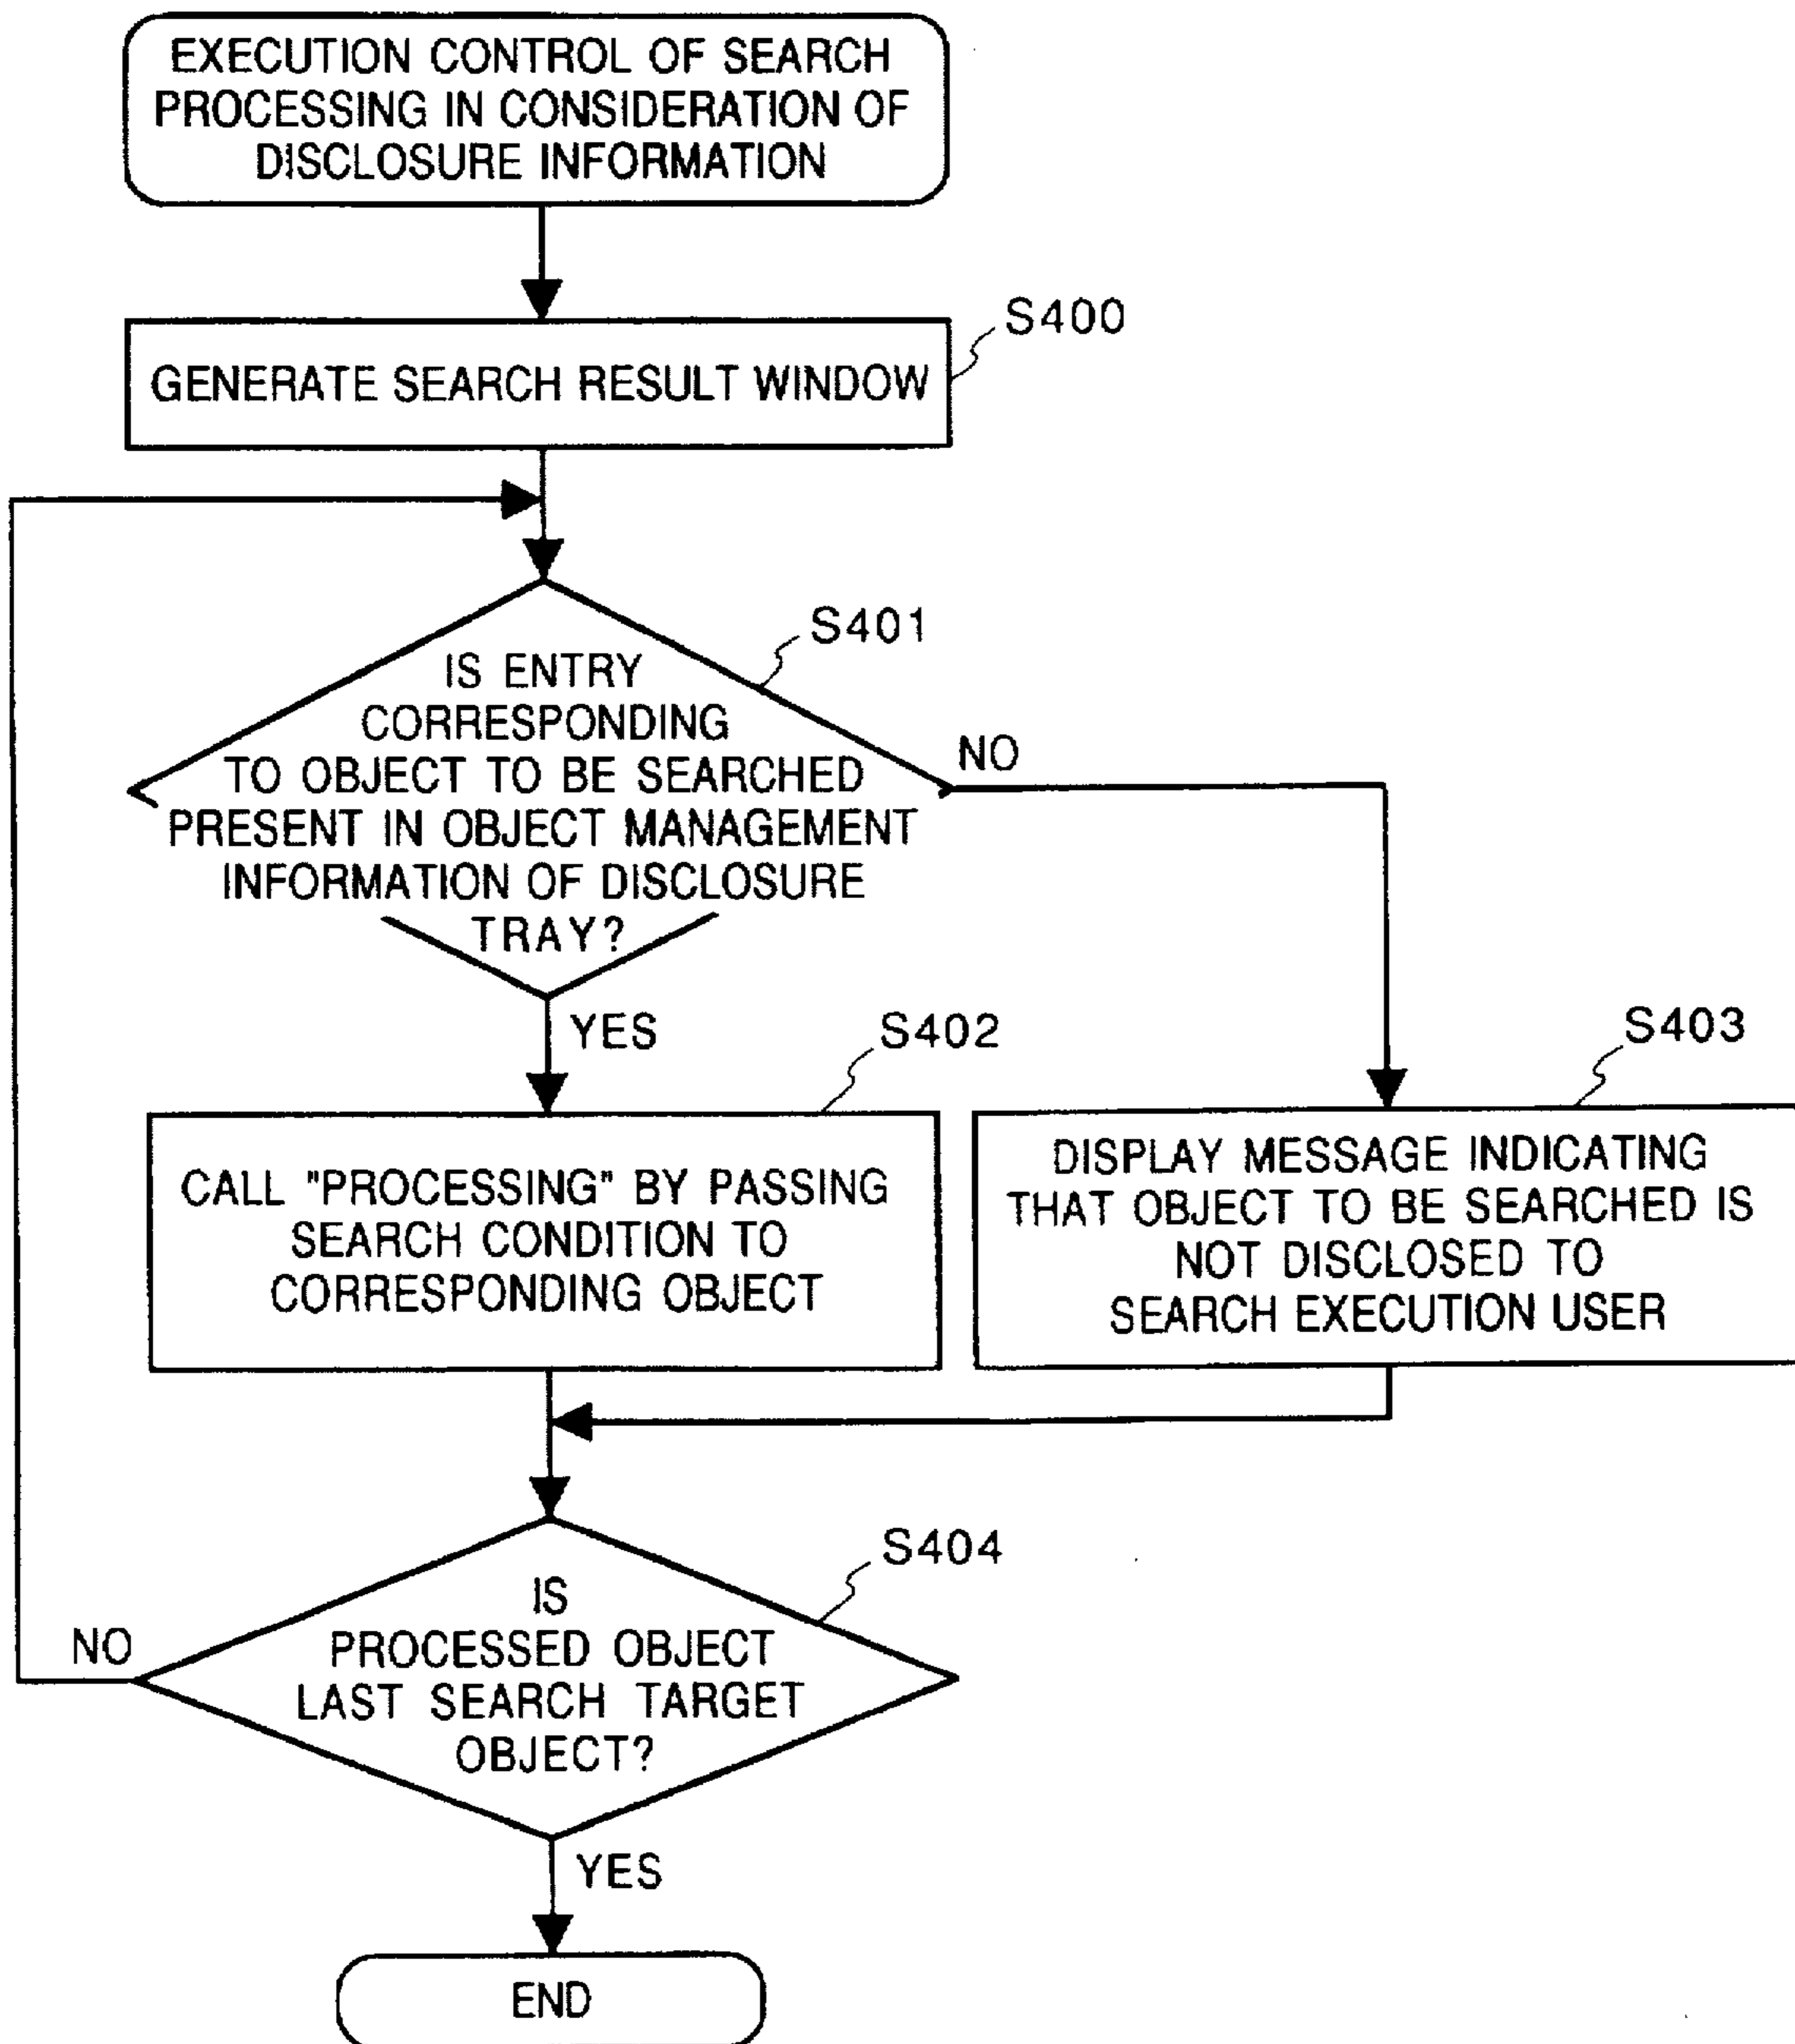 EXECUTION CONTROL OF SEARCH
PROCESSING IN CONSIDERATION OF
DISCLOSURE INFORMATION
S400
GENERATE SEARCH RESULT WINDOW
S401
IS ENTRY
CORRESPONDING
TO OBJECT TO BE SEARCHED
PRESENT IN OBJECT MANAGEMENT
INFORMATION OF DISCLOSURE
TRAY?
NO
YES
S402
CALL "PROCESSING" BY PASSING
SEARCH CONDITION TO
CORRESPONDING OBJECT
S403
DISPLAY MESSAGE INDICATING
THAT OBJECT TO BE SEARCHED IS
NOT DISCLOSED TO
SEARCH EXECUTION USER
S404
IS
PROCESSED OBJECT
LAST SEARCH TARGET
OBJECT?
NO
YES
END